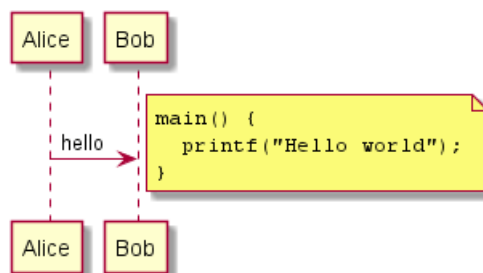 Alice
Bob
hello
main() {
  printf("Hello world");
}
Alice
Bob